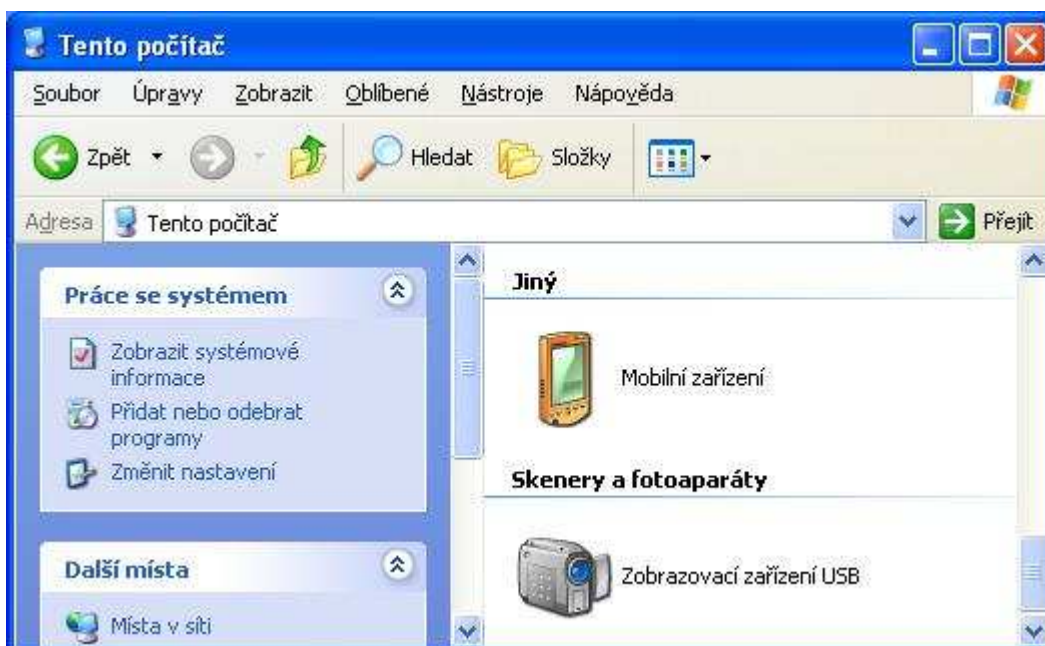 Tento počítač
Soubor Úpravy Zobrazit Oblíbené Nástroje Nápověda
Zpět Hledat Složky
Adresa Tento počítač Přejít
Práce se systémem
Zobrazit systémové
informace
Přidat nebo odebrat
programy
Změnit nastavení
Další místa
Místa v síti
Jiný
Mobilní zařízení
Skenery a fotoaparáty
Zobrazovací zařízení USB